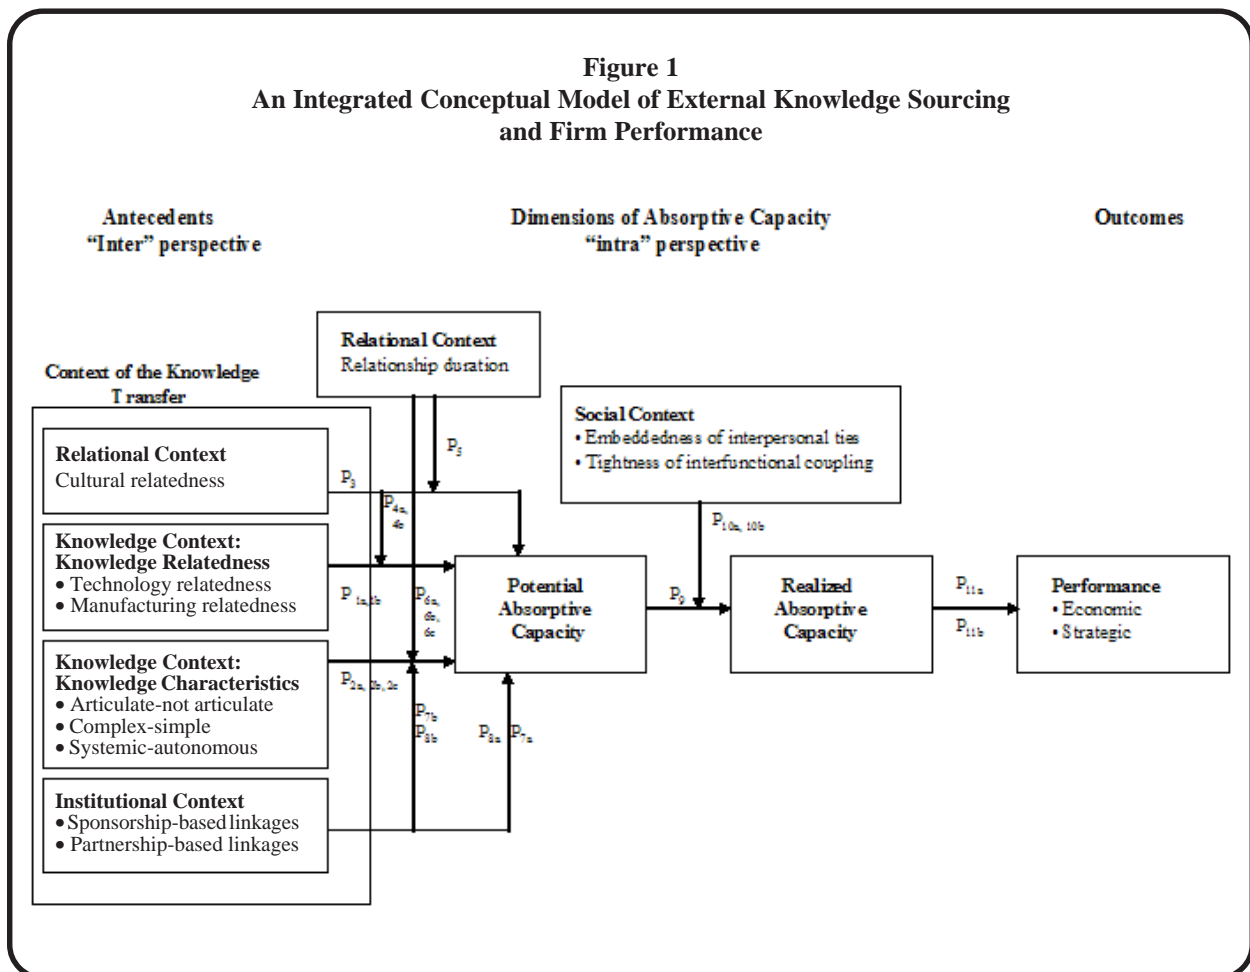 Figure 1
An Integrated Conceptual Model of External Knowledge Sourcing
and Firm Performance
Antecedents
“Inter” perspective
Dimensions of Absorptive Capacity
“intra” perspective
Outcomes
Relational Context
Relationship duration
Context of the Knowledge
Transfer
Relational Context
Cultural relatedness
P3
P5
P4a,
4b
Social Context
• Embeddedness of interpersonal ties
• Tightness of interfunctional coupling
P10a, 10b
Knowledge Context:
Knowledge Relatedness
• Technology relatedness
• Manufacturing relatedness
P1a,1b
P6a,
6b,
6c
Potential
Absorptive
Capacity
P9
Realized
Absorptive
Capacity
P11a
P11b
Performance
• Economic
• Strategic
Knowledge Context:
Knowledge Characteristics
• Articulate-not articulate
• Complex-simple
• Systemic-autonomous
P2a, 2b, 2c
P7b
P8b
P8a
P7a
Institutional Context
• Sponsorship-based linkages
• Partnership-based linkages